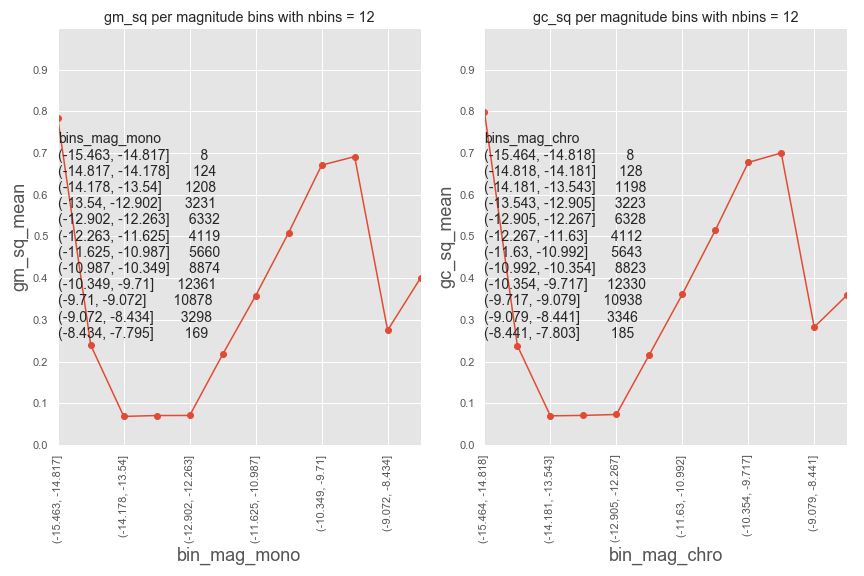 gm_sq per magnitude bins with nbins = 12
gm_sq_mean
0.9
0.8
0.7
0.6
0.5
0.4
0.3
0.2
0.1
0.0
bins_mag_mono
(-15.463, -14.817] 8
(-14.817, -14.178] 124
(-14.178, -13.54] 1208
(-13.54, -12.902] 3231
(-12.902, -12.263] 6332
(-12.263, -11.625] 4119
(-11.625, -10.987] 5660
(-10.987, -10.349] 8874
(-10.349, -9.71] 12361
(-9.71, -9.072] 10878
(-9.072, -8.434] 3298
(-8.434, -7.795] 169
(-15.463, -14.817]
(-14.178, -13.54]
(-12.902, -12.263]
(-11.625, -10.987]
(-10.349, -9.71]
(-9.072, -8.434]
bin_mag_mono
gc_sq per magnitude bins with nbins = 12
gc_sq_mean
0.9
0.8
0.7
0.6
0.5
0.4
0.3
0.2
0.1
0.0
bins_mag_chro
(-15.464, -14.818] 8
(-14.818, -14.181] 128
(-14.181, -13.543] 1198
(-13.543, -12.905] 3223
(-12.905, -12.267] 6328
(-12.267, -11.63] 4112
(-11.63, -10.992] 5643
(-10.992, -10.354] 8823
(-10.354, -9.717] 12330
(-9.717, -9.079] 10938
(-9.079, -8.441] 3346
(-8.441, -7.803] 185
(-15.464, -14.818]
(-14.181, -13.543]
(-12.905, -12.267]
(-11.63, -10.992]
(-10.354, -9.717]
(-9.079, -8.441]
bin_mag_chro